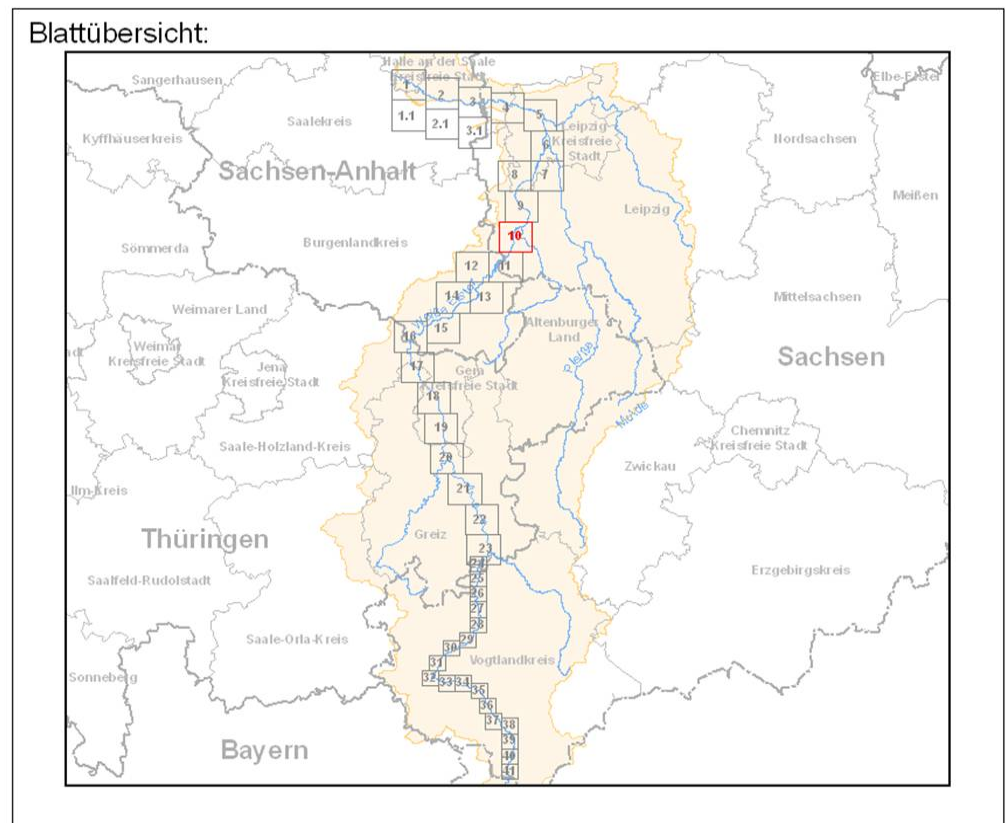 Blattübersicht:
Halle an der Saale
Kreisfreie Stadt
Elbe-Elster
Sangerhausen
1
2
3
4
5
1.1
2.1
3.1
Saalekreis
Leipzig
Kreisfreie
Stadt
6
Kyffhäuserkreis
Nordsachsen
Sachsen-Anhalt
8
7
Meißen
9
Leipzig
10
Burgenlandkreis
Sömmerda
12
11
14
13
Mittelsachsen
Weimarer Land
Weiße Elster
Altenburger
Land
16
15
Weimar
Kreisfreie Stadt
Pleiße
Sachsen
Jena
Kreisfreie Stadt
17
Gera
Kreisfreie Stadt
18
Mulde
19
Chemnitz
Kreisfreie Stadt
Saale-Holzland-Kreis
20
Zwickau
Ilm-Kreis
21
22
Thüringen
Greiz
23
24
Saalfeld-Rudolstadt
25
Erzgebirgskreis
26
27
28
Saale-Orla-Kreis
29
30
31
Vogtlandkreis
Sonneberg
32
33
34
35
36
37
38
39
Bayern
40
41